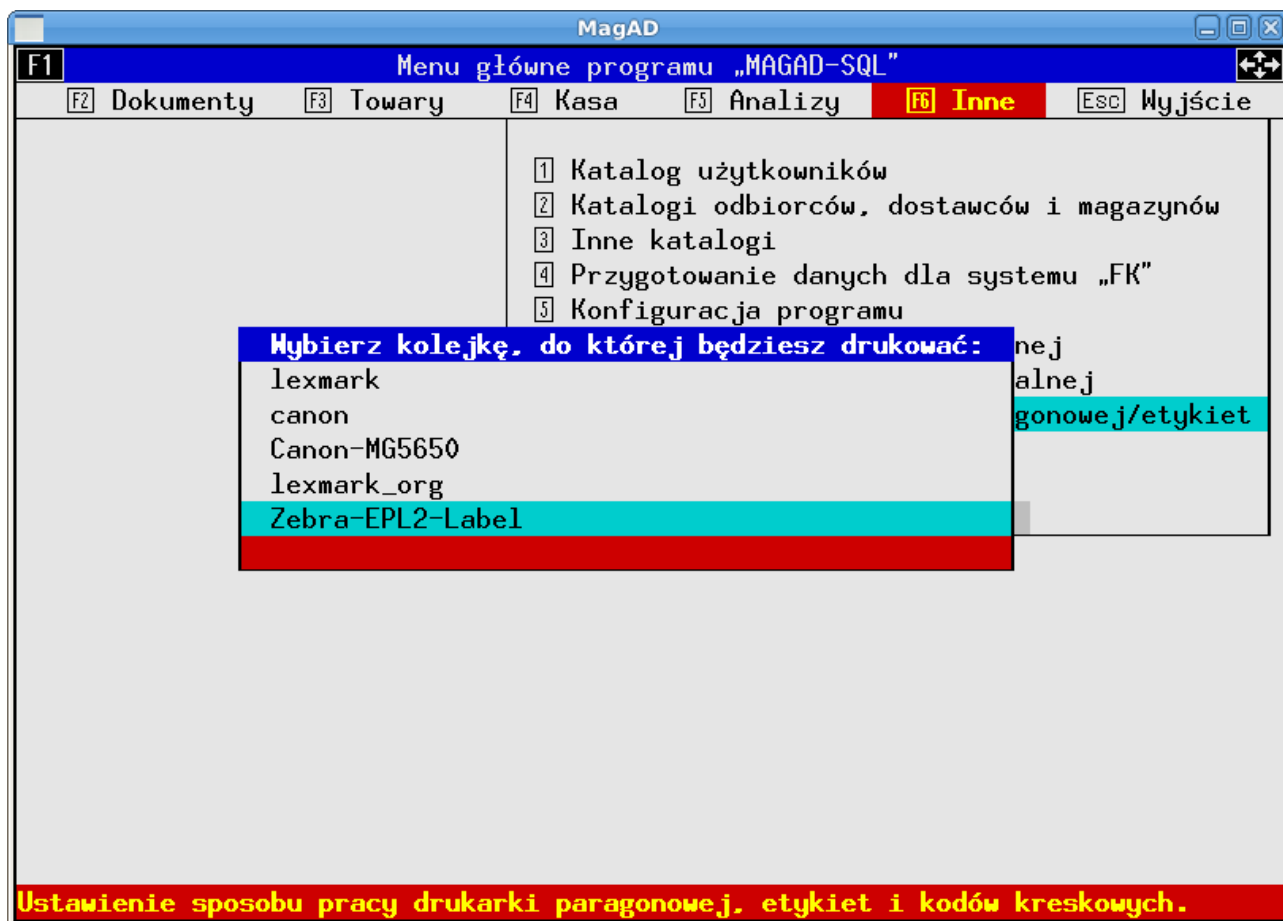 MagAD
F1 Menu główne programu „MAGAD-SQL”
F2 Dokumenty F3 Towary F4 Kasa F5 Analizy F6 Inne Esc Wyjście
1 Katalog użytkowników
2 Katalogi odbiorców, dostawców i magazynów
3 Inne katalogi
4 Przygotowanie danych dla systemu „FK”
5 Konfiguracja programu
Wybierz kolejkę, do której będziesz drukować: nej
lexmark alnej
canon gonowej/etykiet
Canon-MG5650
lexmark_org
Zebra-EPL2-Label
Ustawienie sposobu pracy drukarki paragonowej, etykiet i kodów kreskowych.